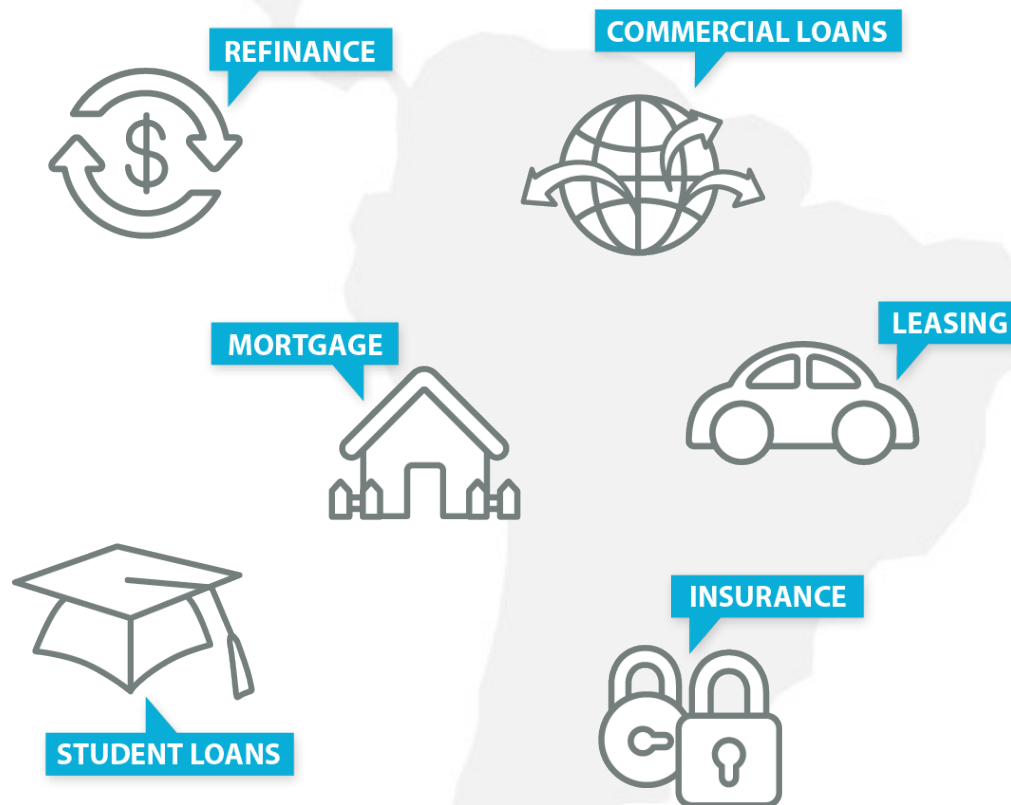 REFINANCE
COMMERCIAL LOANS
MORTGAGE
LEASING
INSURANCE
STUDENT LOANS